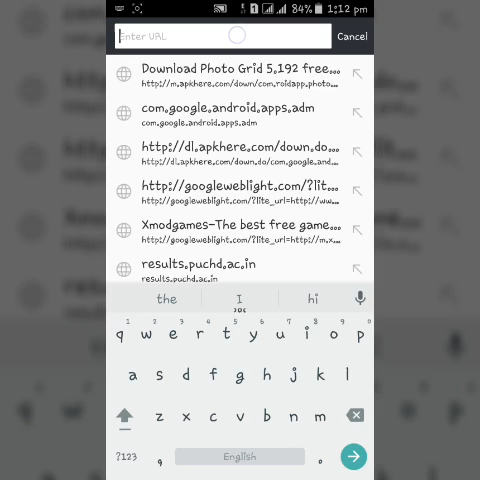 84% 1:12 pm
Enter URL
Cancel
Download Photo Grid 5.192 free...
http://m.apkhere.com/down/com.roidapp.photo...
com.google.android.apps.adm
com.google.android.apps.adm
http://dl.apkhere.com/down.do...
http://dl.apkhere.com/down.do/com.google.and...
http://googleweblight.com/?lit...
http://googleweblight.com/?lite_url=http://ww...
Xmodgames-The best free game...
http://googleweblight.com/?lite_url=http://m.x...
results.puchd.ac.in
results.puchd.ac.in
the I hi
1 2 3 4 5 6 7 8 9 0
q w e r t y u i o p
a s d f g h j k l
z x c v b n m
?123 , English .